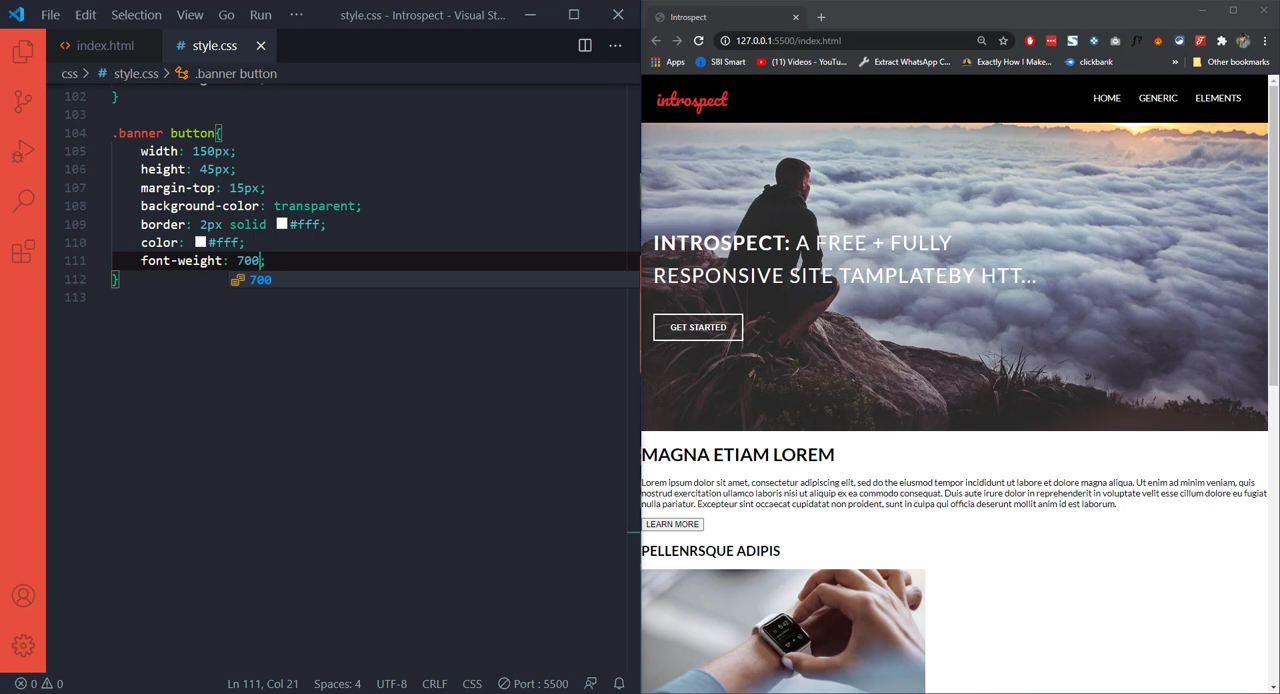 File Edit Selection View Go Run ··· style.css - Introspect - Visual St...
index.html
# style.css
css > # style.css > .banner button
102 }
103
104 .banner button{
105 width: 150px;
106 height: 45px;
107 margin-top: 15px;
108 background-color: transparent;
109 border: 2px solid #fff;
110 color: #fff;
111 font-weight: 700;
112 }
700
113
0 0 Ln 111, Col 21 Spaces: 4 UTF-8 CRLF CSS Port : 5500
Introspect
127.0.0.1:5500/index.html
Apps SBI Smart (11) Videos - YouTu... Extract WhatsApp C... Exactly How I Make... clickbank » Other bookmarks
introspect HOME GENERIC ELEMENTS
INTROSPECT: A FREE + FULLY
RESPONSIVE SITE TAMPLATEBY HTT...
GET STARTED
MAGNA ETIAM LOREM
Lorem ipsum dolor sit amet, consectetur adipiscing elit, sed do the eiusmod tempor incididunt ut labore et dolore magna aliqua. Ut enim ad minim veniam, quis
nostrud exercitation ullamco laboris nisi ut aliquip ex ea commodo consequat. Duis aute irure dolor in reprehenderit in voluptate velit esse cillum dolore eu fugiat
nulla pariatur. Excepteur sint occaecat cupidatat non proident, sunt in culpa qui officia deserunt mollit anim id est laborum.
LEARN MORE
PELLENRSQUE ADIPIS